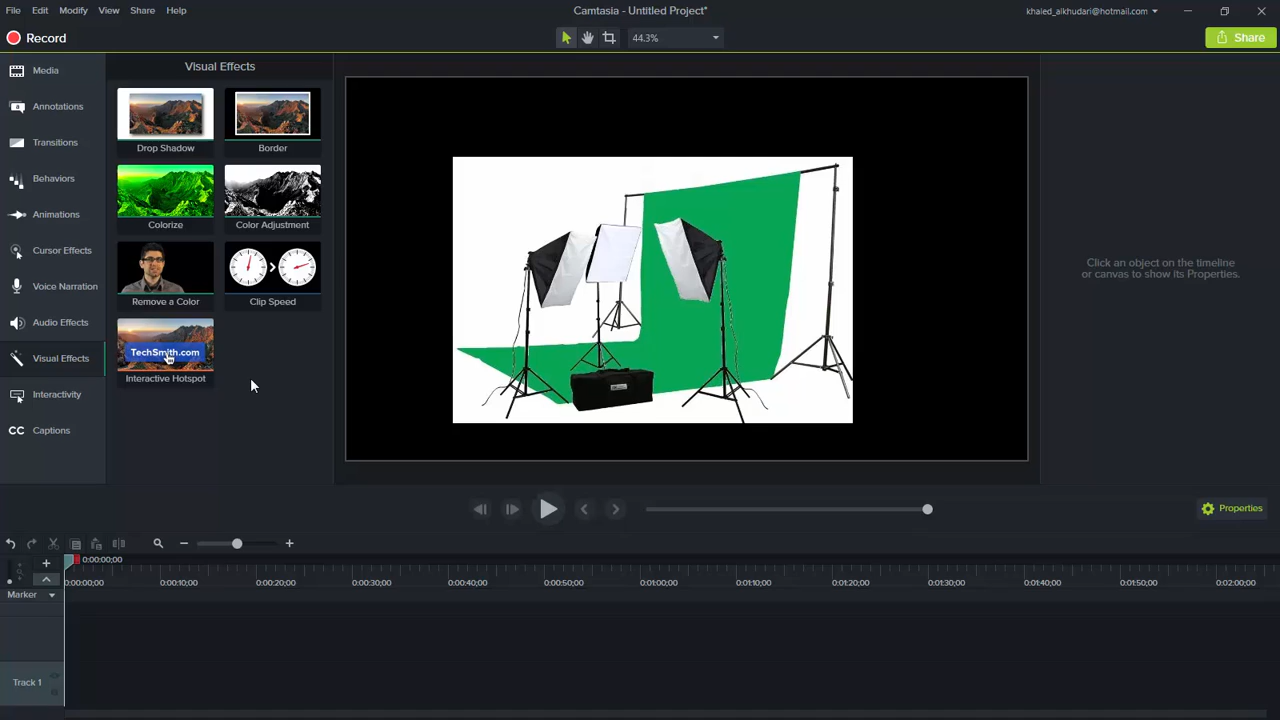 File Edit Modify View Share Help
Camtasia - Untitled Project*
khaled_alkhudari@hotmail.com
Record
44.3%
Share
Media
Annotations
Transitions
Behaviors
Animations
Cursor Effects
Voice Narration
Audio Effects
Visual Effects
Interactivity
CC Captions
Visual Effects
Drop Shadow
Border
Colorize
Color Adjustment
Remove a Color
Clip Speed
TechSmith.com
Interactive Hotspot
Click an object on the timeline
or canvas to show its Properties.
Properties
0:00:00;00
0:00:00;00 0:00:10;00 0:00:20;00 0:00:30;00 0:00:40;00 0:00:50;00 0:01:00;00 0:01:10;00 0:01:20;00 0:01:30;00 0:01:40;00 0:01:50;00 0:02:00;00
Marker
Track 1